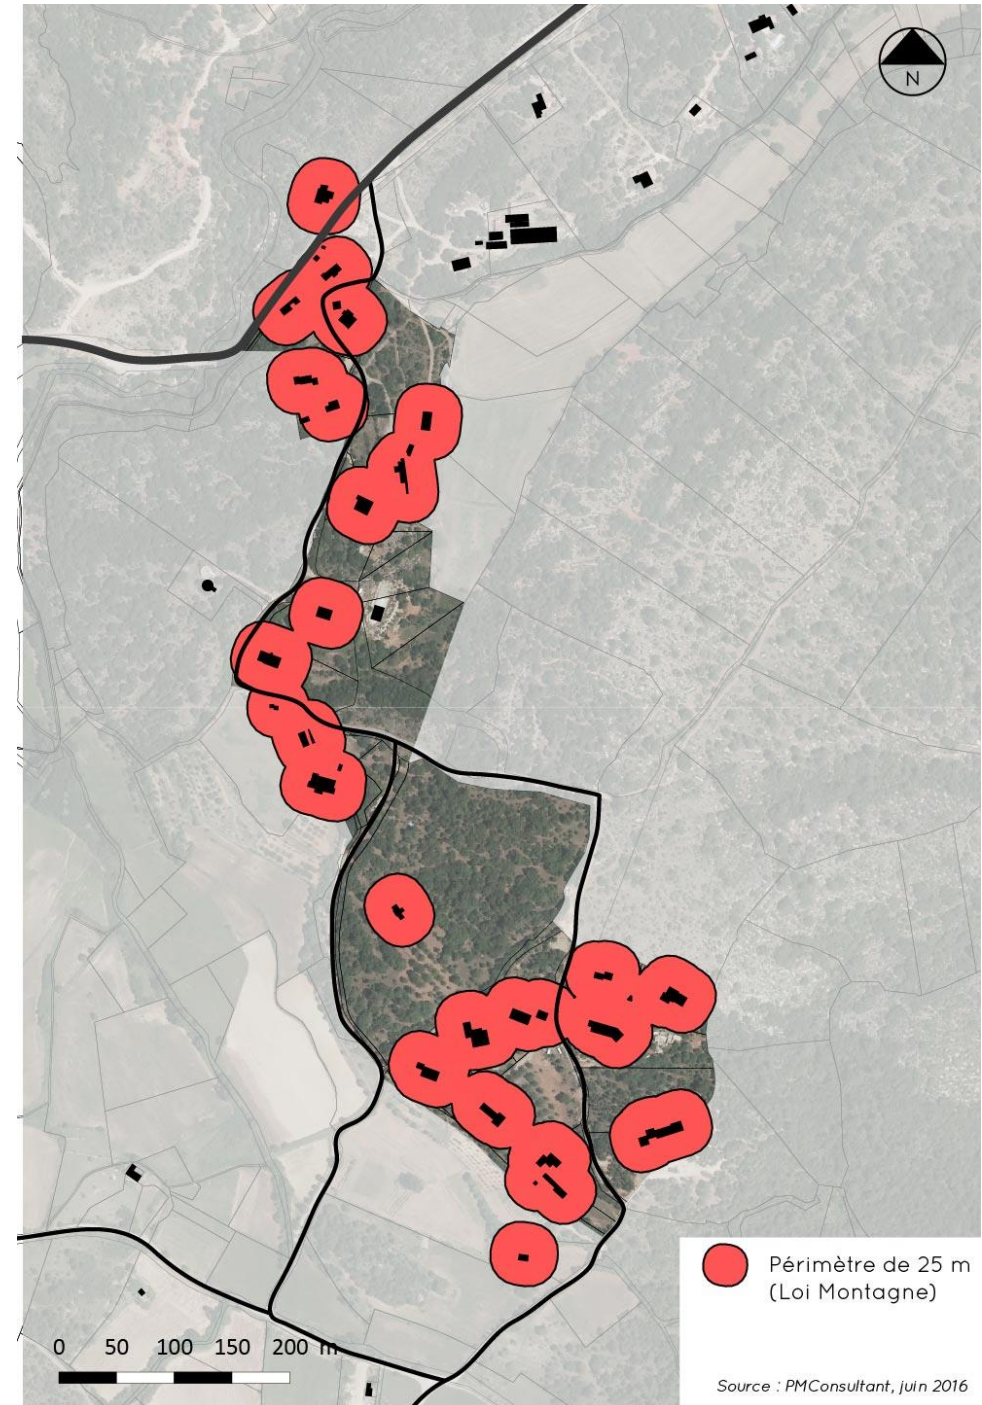 N
Périmètre de 25 m
(Loi Montagne)
0 50 100 150 200 m
Source : PMConsultant, juin 2016